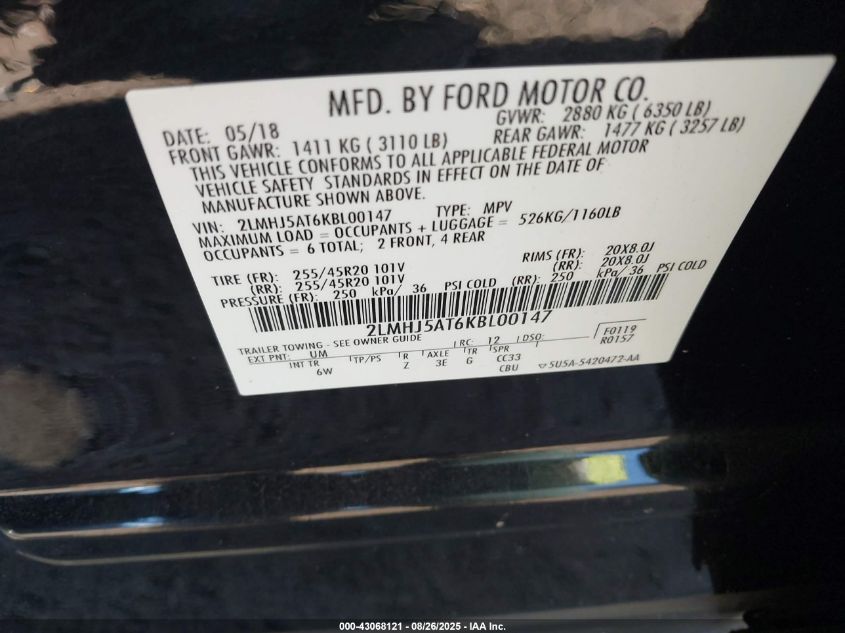 MFD. BY FORD MOTOR CO.
DATE: 05/18 GVWR: 2880 KG ( 6350 LB)
FRONT GAWR: 1411 KG ( 3110 LB) REAR GAWR: 1477 KG ( 3257 LB)
THIS VEHICLE CONFORMS TO ALL APPLICABLE FEDERAL MOTOR
VEHICLE SAFETY STANDARDS IN EFFECT ON THE DATE OF
MANUFACTURE SHOWN ABOVE.
VIN: 2LMHJ5AT6KBL00147 TYPE: MPV
MAXIMUM LOAD = OCCUPANTS + LUGGAGE = 526KG/1160LB
OCCUPANTS = 6 TOTAL; 2 FRONT, 4 REAR
TIRE (FR): 255/45R20 101V RIMS (FR): 20X8.0J
(RR): 255/45R20 101V (RR): 20X8.0J
PRESSURE (FR): 250 kPa/ 36 PSI COLD (RR): 250 kPa/ 36 PSI COLD
2LMHJ5AT6KBL00147
TRAILER TOWING - SEE OWNER GUIDE LRC: 12 LDSO: F0119
EXT PNT: UM R0157
INT TR TP/PS R AXLE TR SPR
6W Z 3E G CC33
CBU 5U5A-5420472-AA
000-43068121 - 08/26/2025 - IAA Inc.